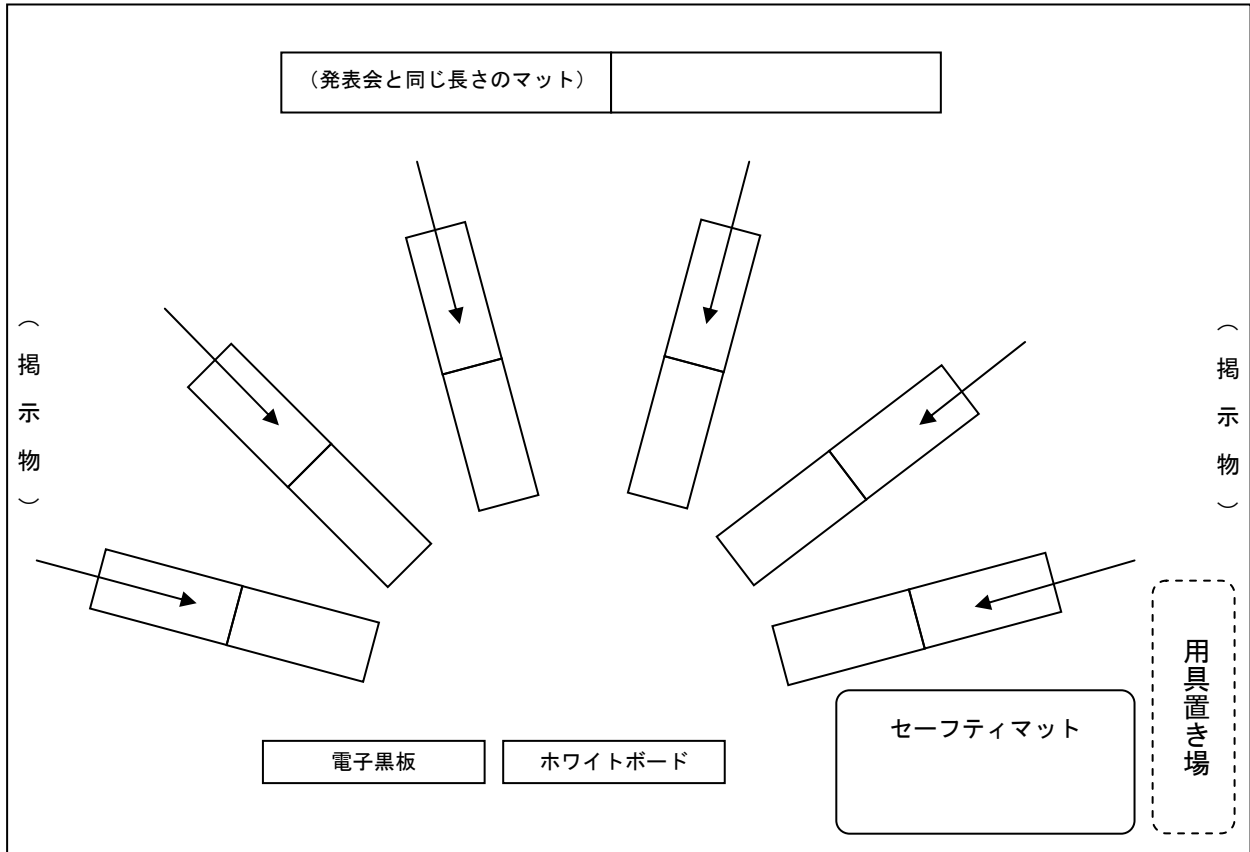 （発表会と同じ長さのマット）
（掲示物）
（掲示物）
用具置き場
セーフティマット
電子黒板
ホワイトボード